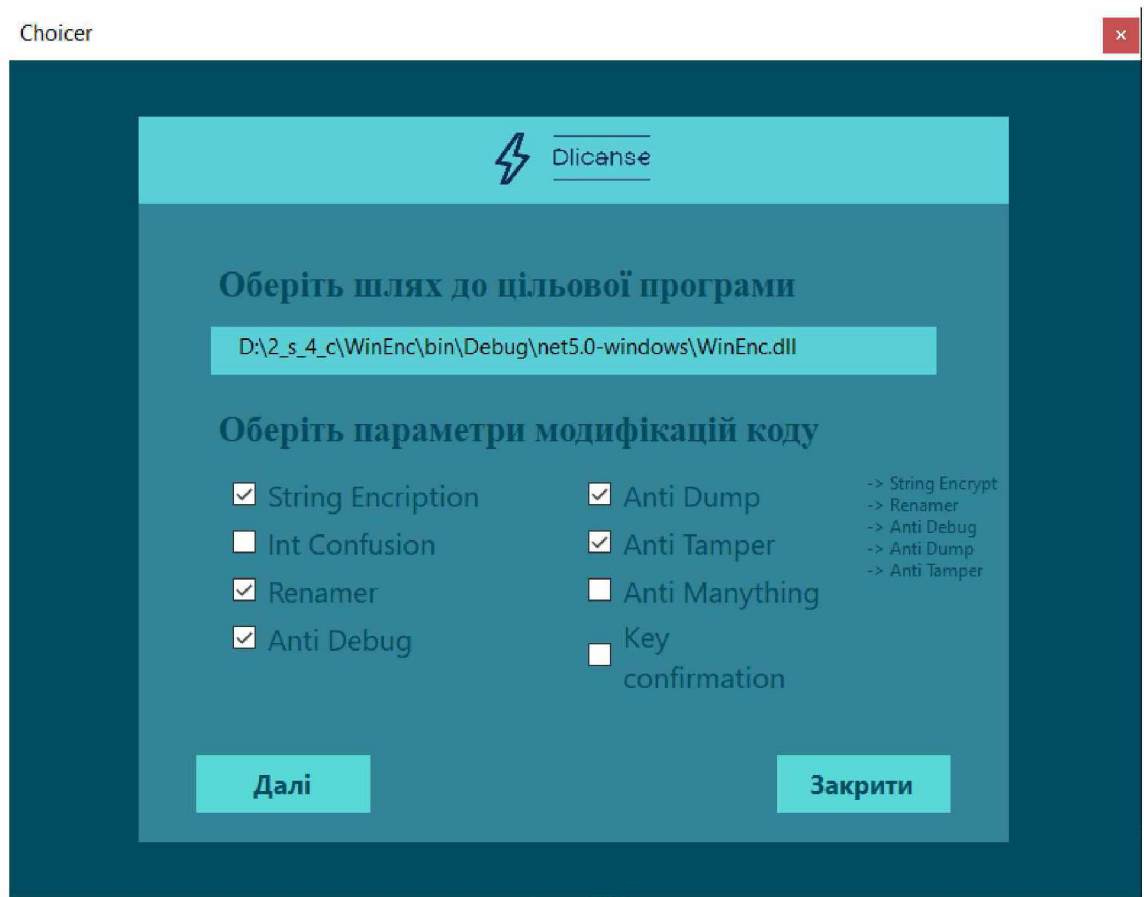 Choicer
Dlicanse
Оберіть шлях до цільової програми
D:\2_s_4_c\WinEnc\bin\Debug\net5.0-windows\WinEnc.dll
Оберіть параметри модифікацій коду
String Encription
Int Confusion
Renamer
Anti Debug
Anti Dump
Anti Tamper
Anti Manything
Key
confirmation
-> String Encrypt
-> Renamer
-> Anti Debug
-> Anti Dump
-> Anti Tamper
Далі
Закрити